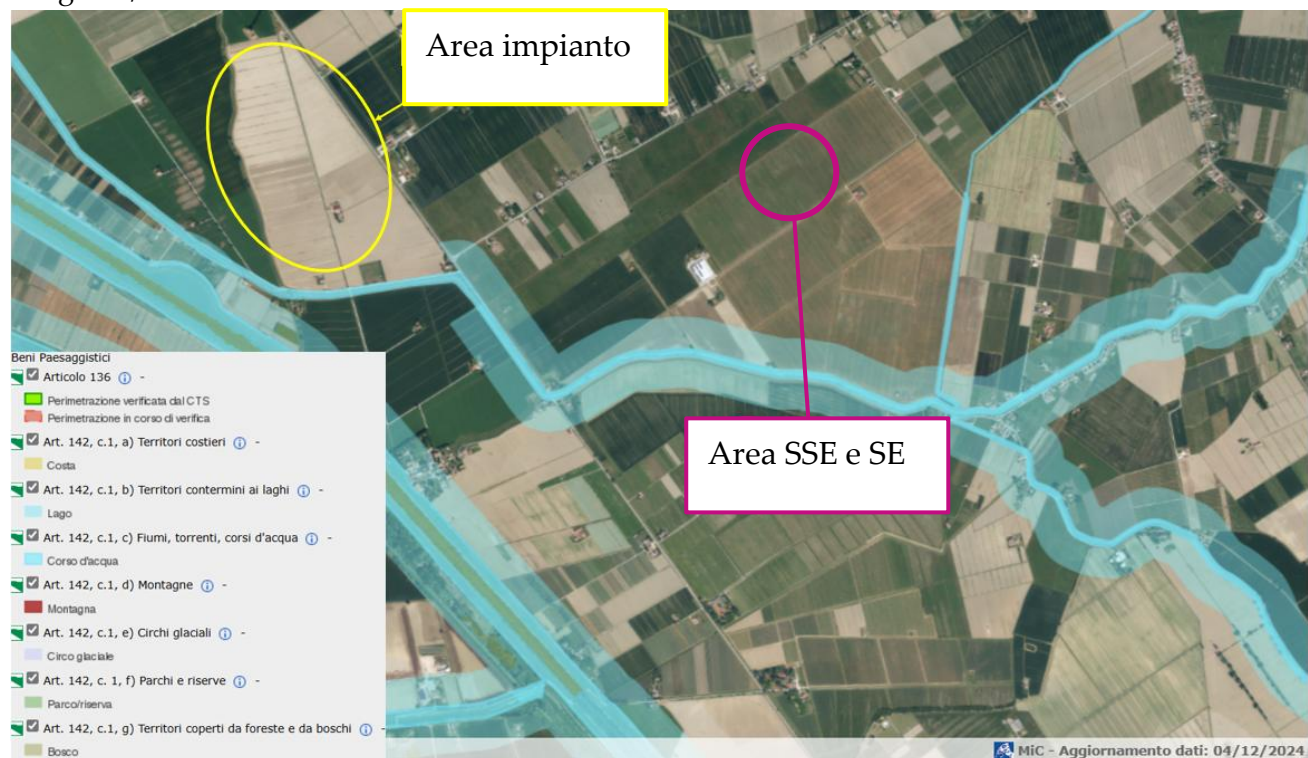 Area impianto
Area SSE e SE
Beni Paesaggistici
Articolo 136 -
Perimetrazione verificata dal CTS
Perimetrazione in corso di verifica
Art. 142, c.1, a) Territori costieri -
Costa
Art. 142, c.1, b) Territori contermini ai laghi -
Lago
Art. 142, c.1, c) Fiumi, torrenti, corsi d'acqua -
Corso d'acqua
Art. 142, c.1, d) Montagne -
Montagna
Art. 142, c.1, e) Circhi glaciali -
Circo glaciale
Art. 142, c. 1, f) Parchi e riserve -
Parco/riserva
Art. 142, c.1, g) Territori coperti da foreste e da boschi -
Bosco
MiC - Aggiornamento dati: 04/12/2024